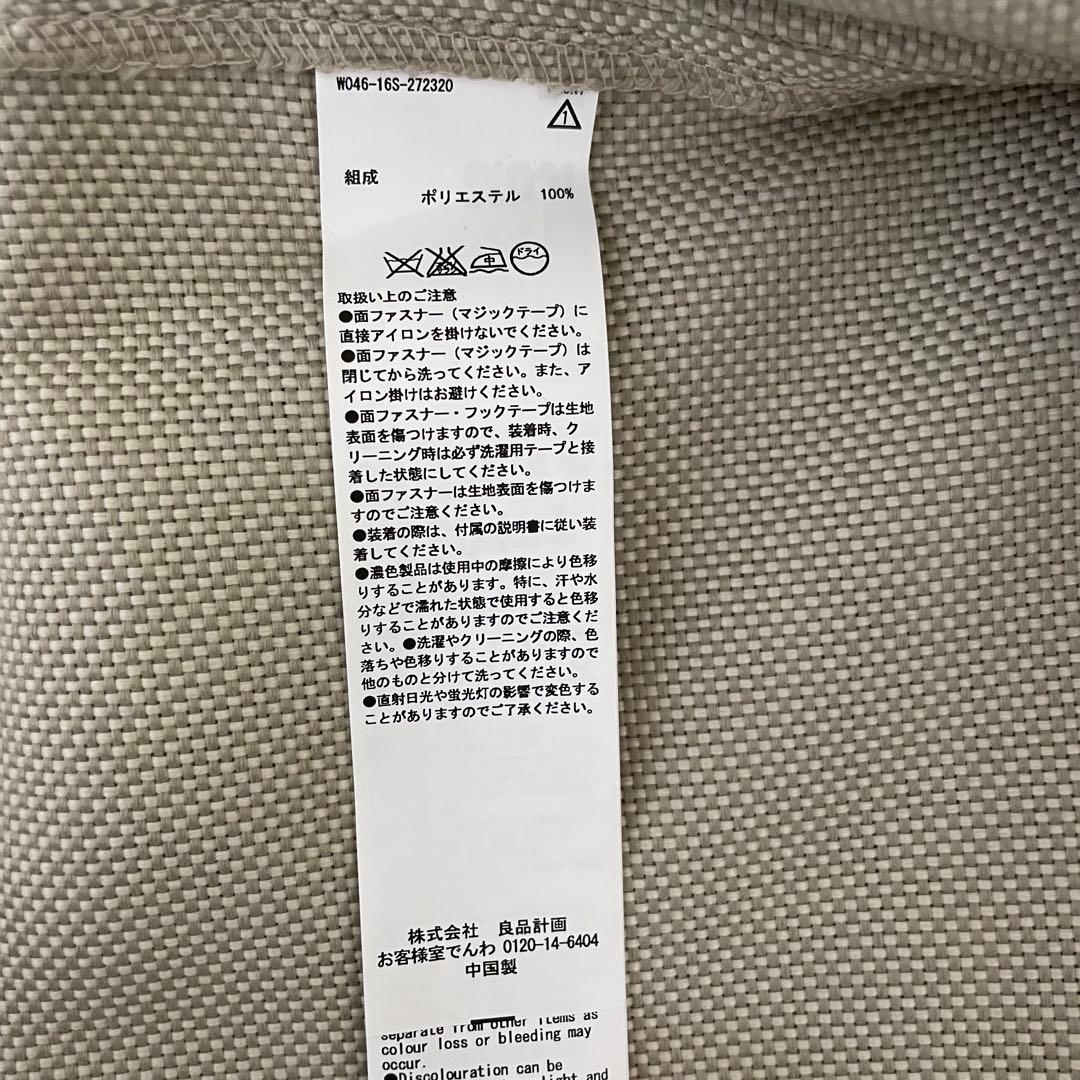 W046-16S-272320
1
組成
ポリエステル 100%
中 ドライ
取扱い上のご注意
●面ファスナー（マジックテープ）に
直接アイロンを掛けないでください。
●面ファスナー（マジックテープ）は
閉じてから洗ってください。また、ア
イロン掛けはお避けください。
●面ファスナー・フックテープは生地
表面を傷つけますので、装着時、ク
リーニング時は必ず洗濯用テープと接
着した状態にしてください。
●面ファスナーは生地表面を傷つけま
すのでご注意ください。
●装着の際は、付属の説明書に従い装
着してください。
●濃色製品は使用中の摩擦により色移
りすることがあります。特に、汗や水
分などで濡れた状態で使用すると色移
りすることがありますのでご注意くだ
さい。●洗濯やクリーニングの際、色
落ちや色移りすることがありますので
他のものと分けて洗ってください。
●直射日光や蛍光灯の影響で変色する
ことがありますのでご了承ください。
株式会社 良品計画
お客様室でんわ 0120-14-6404
中国製
separate from other items as
colour loss or bleeding may
occur.
●Discolouration can be
light and